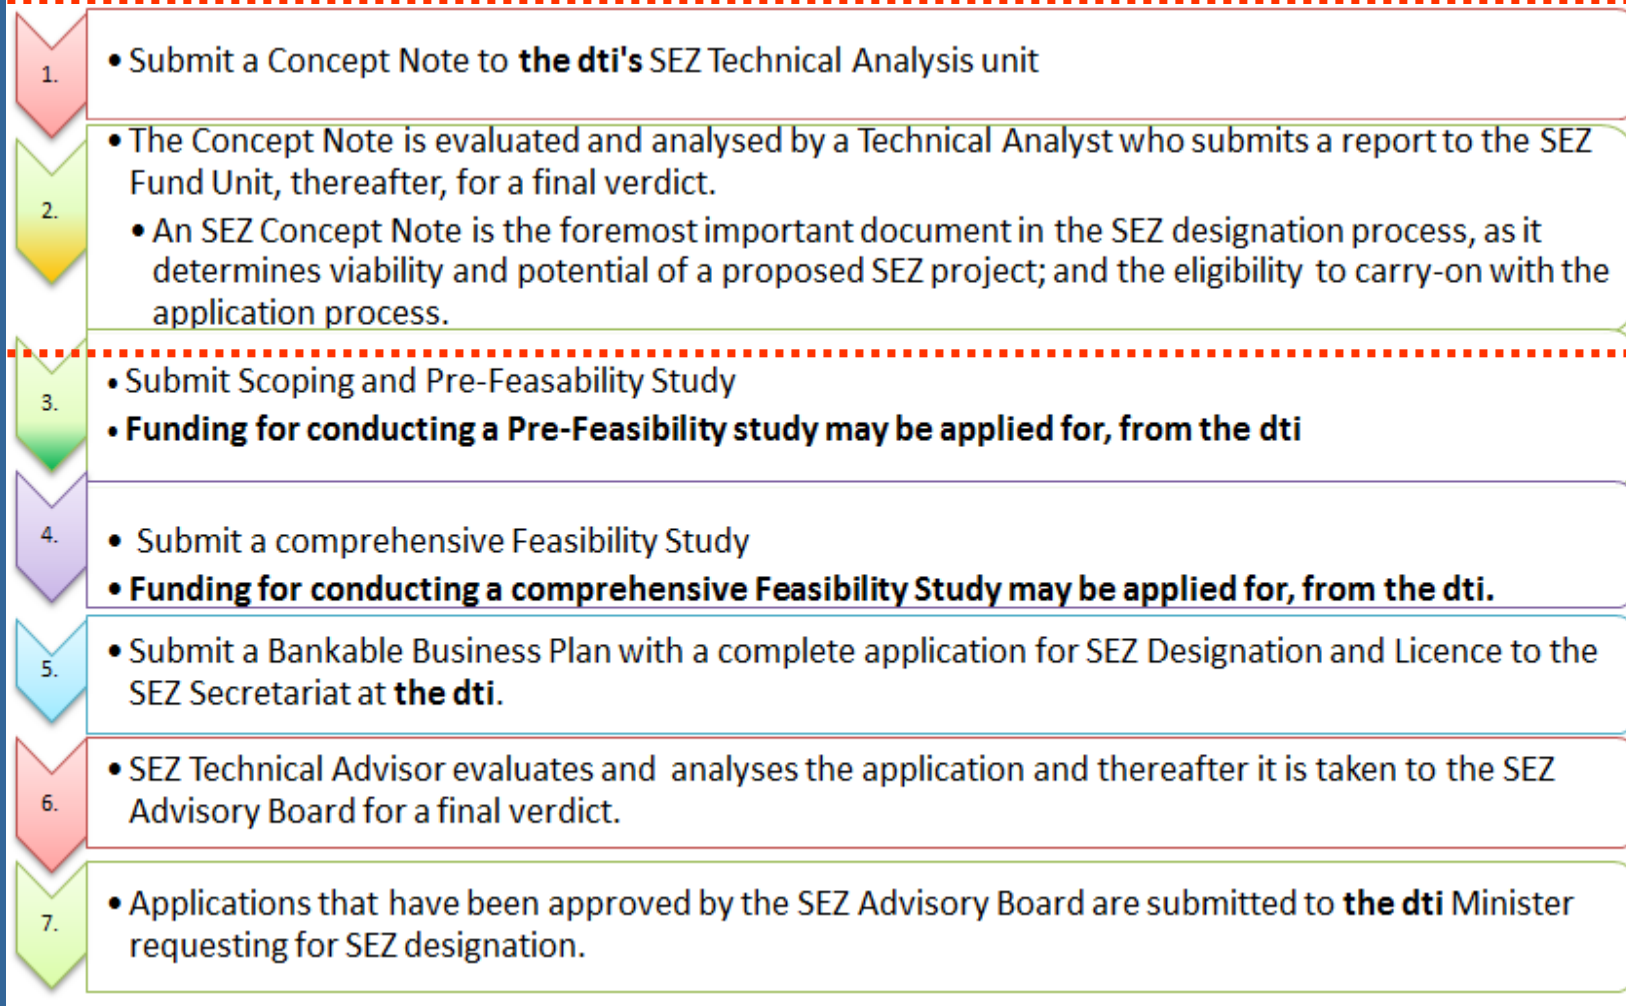 1.
• Submit a Concept Note to the dti's SEZ Technical Analysis unit
2.
• The Concept Note is evaluated and analysed by a Technical Analyst who submits a report to the SEZ
Fund Unit, thereafter, for a final verdict.
• An SEZ Concept Note is the foremost important document in the SEZ designation process, as it
determines viability and potential of a proposed SEZ project; and the eligibility to carry-on with the
application process.
3.
• Submit Scoping and Pre-Feasability Study
• Funding for conducting a Pre-Feasibility study may be applied for, from the dti
4.
• Submit a comprehensive Feasibility Study
• Funding for conducting a comprehensive Feasibility Study may be applied for, from the dti.
5.
• Submit a Bankable Business Plan with a complete application for SEZ Designation and Licence to the
SEZ Secretariat at the dti.
6.
• SEZ Technical Advisor evaluates and analyses the application and thereafter it is taken to the SEZ
Advisory Board for a final verdict.
7.
• Applications that have been approved by the SEZ Advisory Board are submitted to the dti Minister
requesting for SEZ designation.